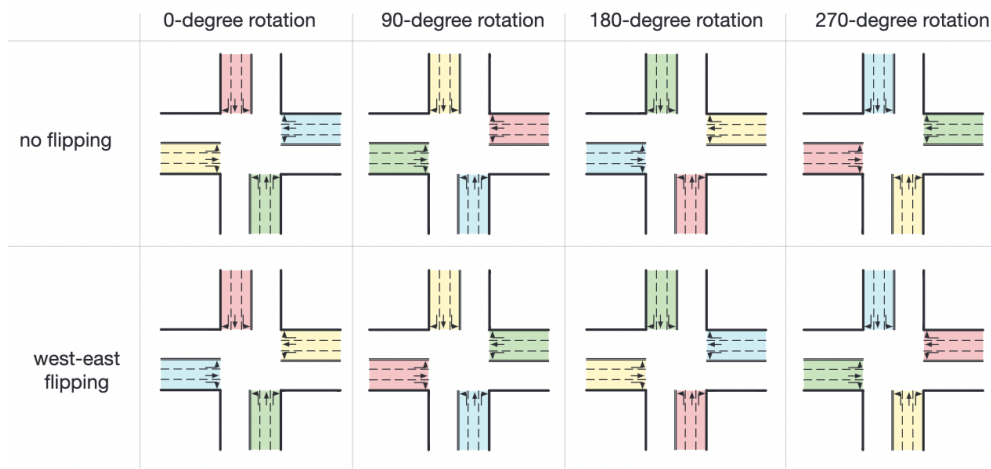 0-degree rotation
90-degree rotation
180-degree rotation
270-degree rotation
no flipping
west-east
flipping